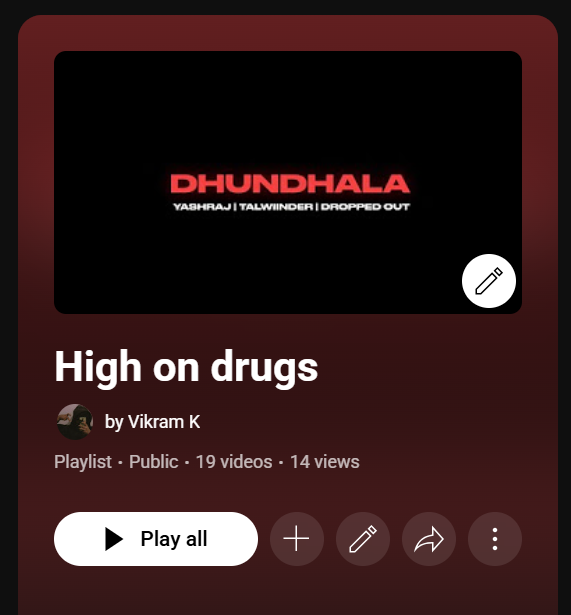 DHUNDHALA
YASHRAJ | TALWIINDER | DROPPED OUT
High on drugs
by Vikram K
Playlist • Public • 19 videos • 14 views
Play all